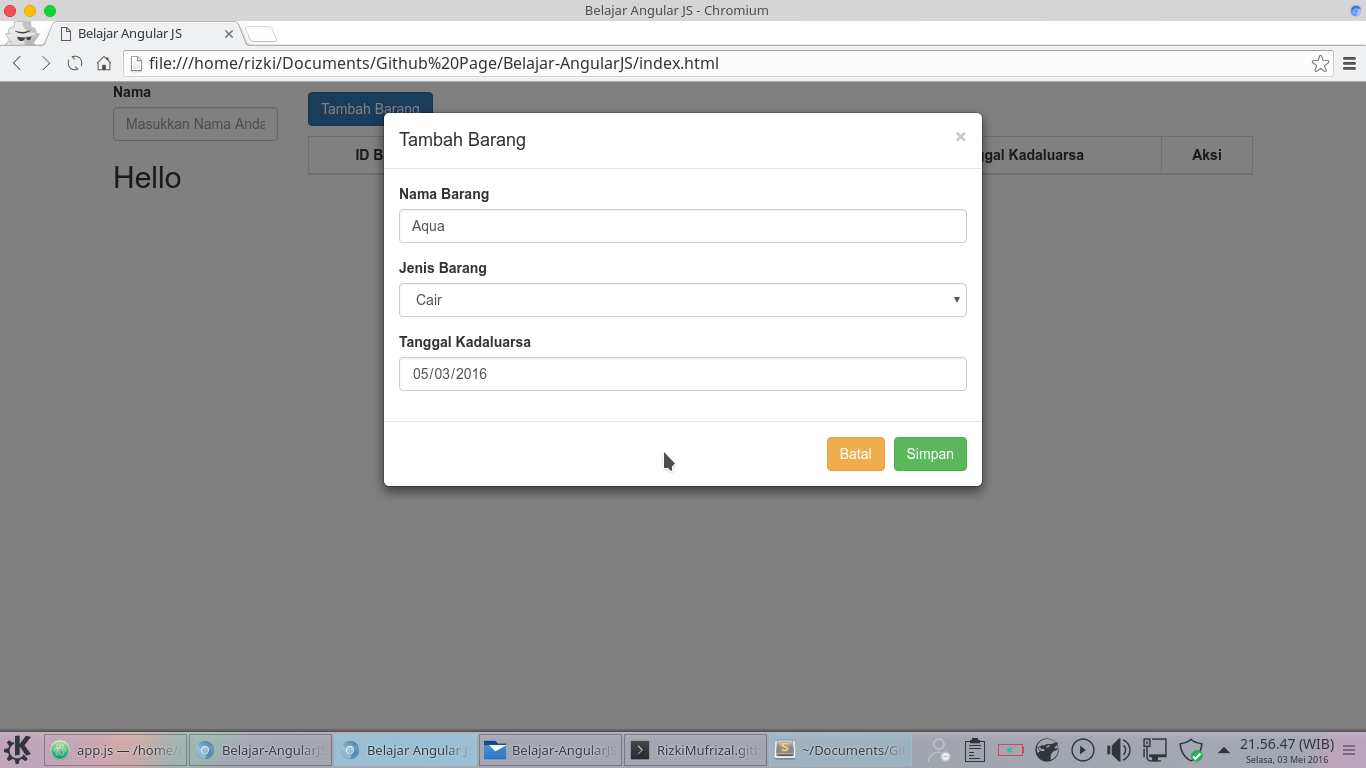 Belajar Angular JS - Chromium
Belajar Angular JS
file:///home/rizki/Documents/Github%20Page/Belajar-AngularJS/index.html
Nama
Masukkan Nama Anda
Hello
Tambah Barang
ID B
ggal Kadaluarsa
Aksi
Tambah Barang
×
Nama Barang
Aqua
Jenis Barang
Cair
Tanggal Kadaluarsa
05/03/2016
Batal
Simpan
app.js — /home/
Belajar-AngularJS
Belajar Angular
Belajar-AngularJS
RizkiMufrizal.gith
~/Documents/Git
21.56.47 (WIB)
Selasa, 03 Mei 2016